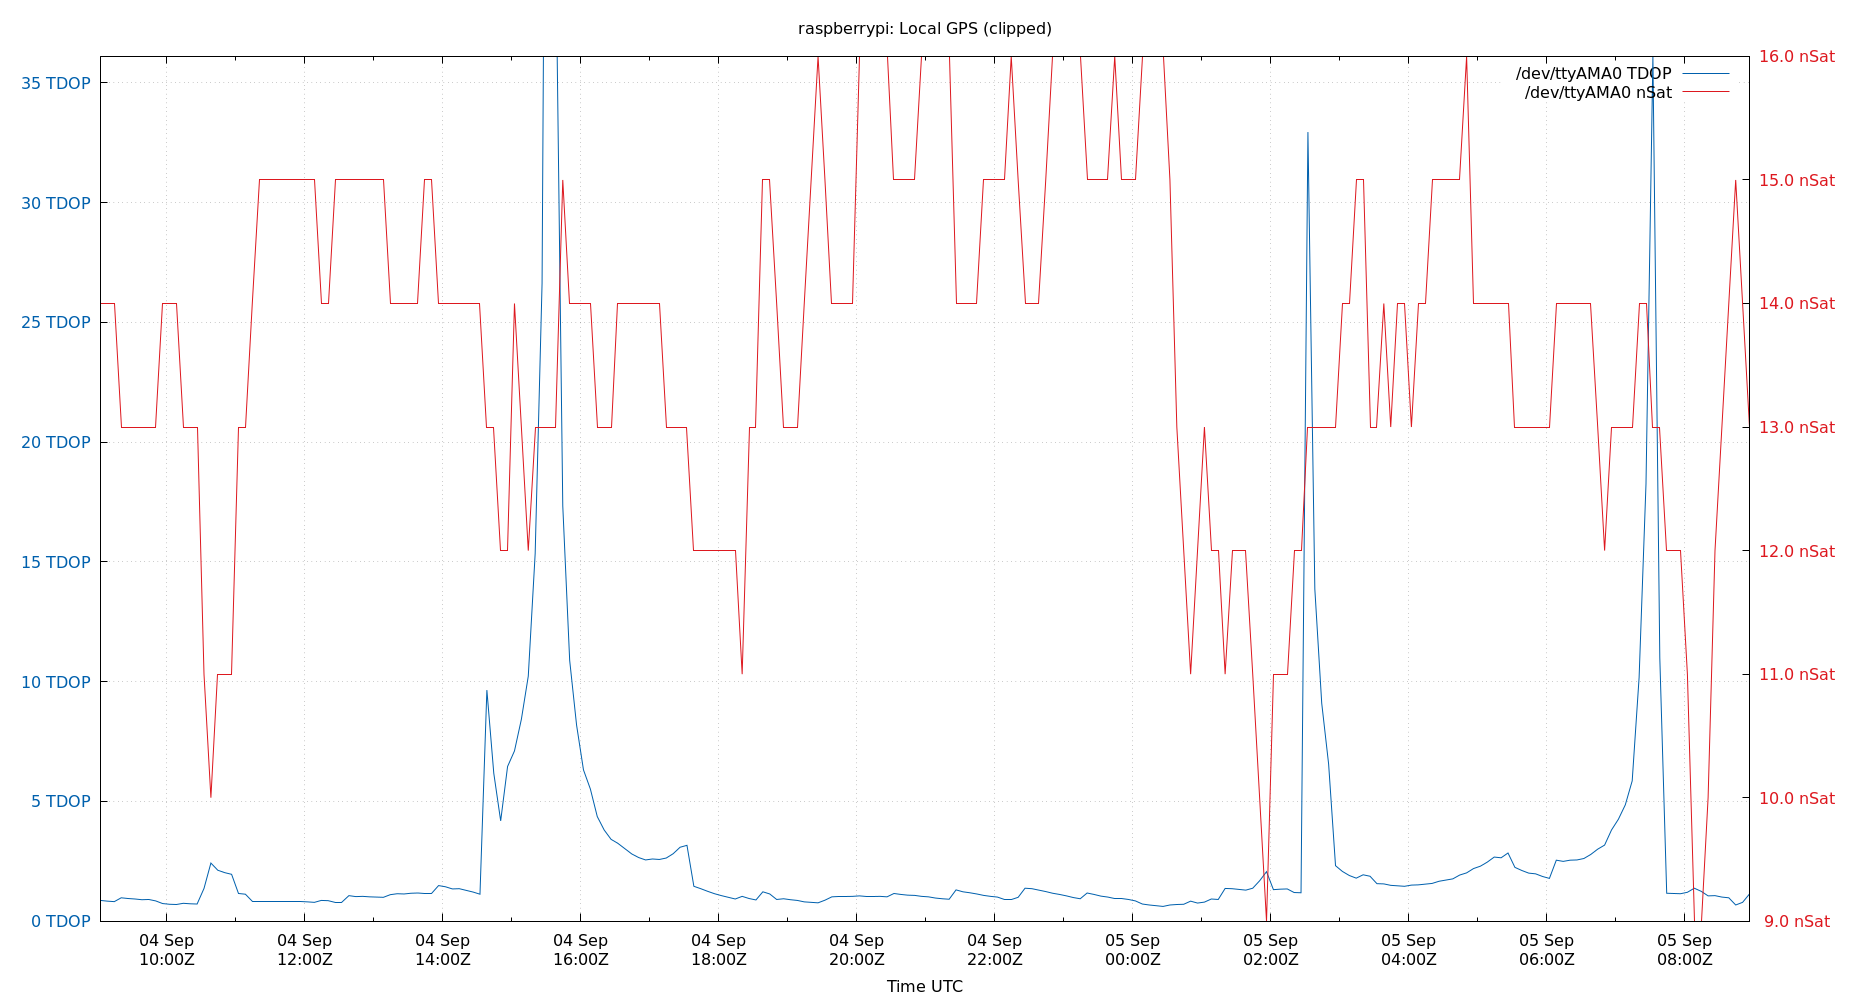 raspberrypi: Local GPS (clipped)
/dev/ttyAMA0 TDOP
/dev/ttyAMA0 nSat
35 TDOP
30 TDOP
25 TDOP
20 TDOP
15 TDOP
10 TDOP
5 TDOP
0 TDOP
16.0 nSat
15.0 nSat
14.0 nSat
13.0 nSat
12.0 nSat
11.0 nSat
10.0 nSat
9.0 nSat
04 Sep
10:00Z
04 Sep
12:00Z
04 Sep
14:00Z
04 Sep
16:00Z
04 Sep
18:00Z
04 Sep
20:00Z
04 Sep
22:00Z
05 Sep
00:00Z
05 Sep
02:00Z
05 Sep
04:00Z
05 Sep
06:00Z
05 Sep
08:00Z
Time UTC